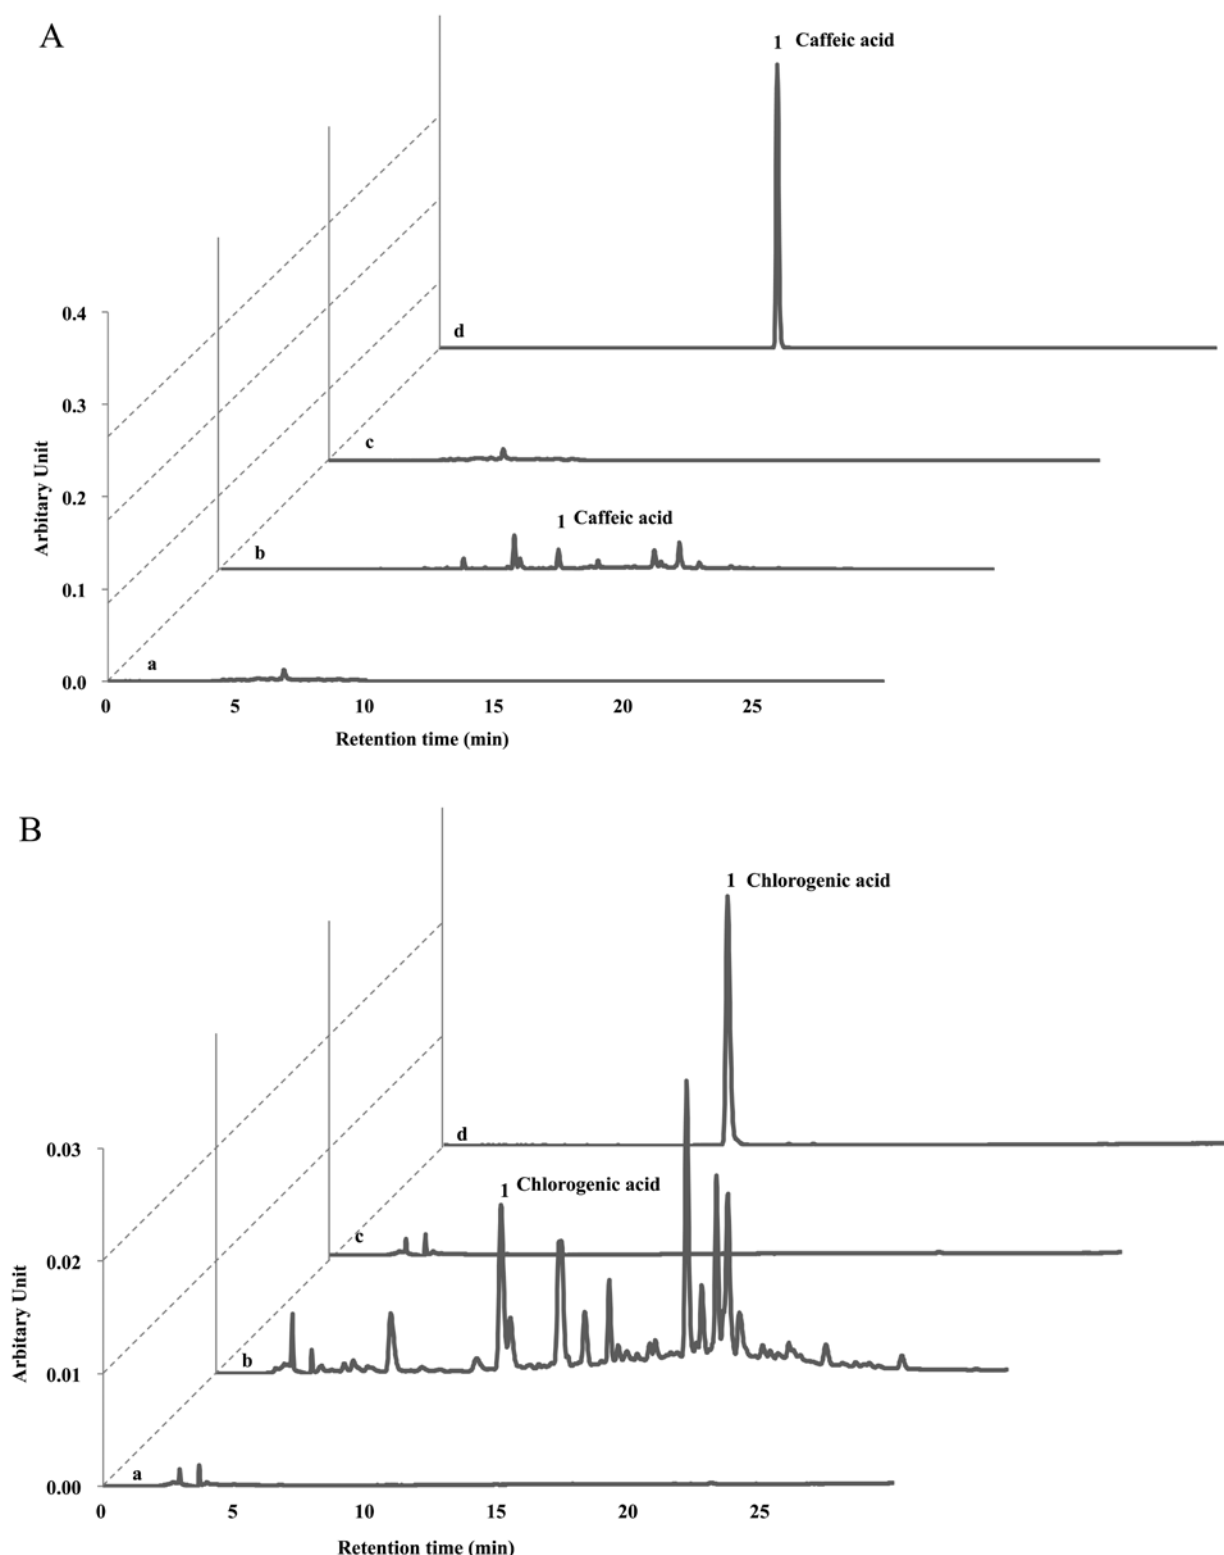 A
1 Caffeic acid
d
0.4
0.3
c
0.2
1 Caffeic acid
b
0.1
a
0.0
0 5 10 15 20 25
Arbitary Unit
Retention time (min)
B
1 Chlorogenic acid
d
0.03
1 Chlorogenic acid
c
0.02
b
0.01
a
0.00
0 5 10 15 20 25
Arbitary Unit
Retention time (min)